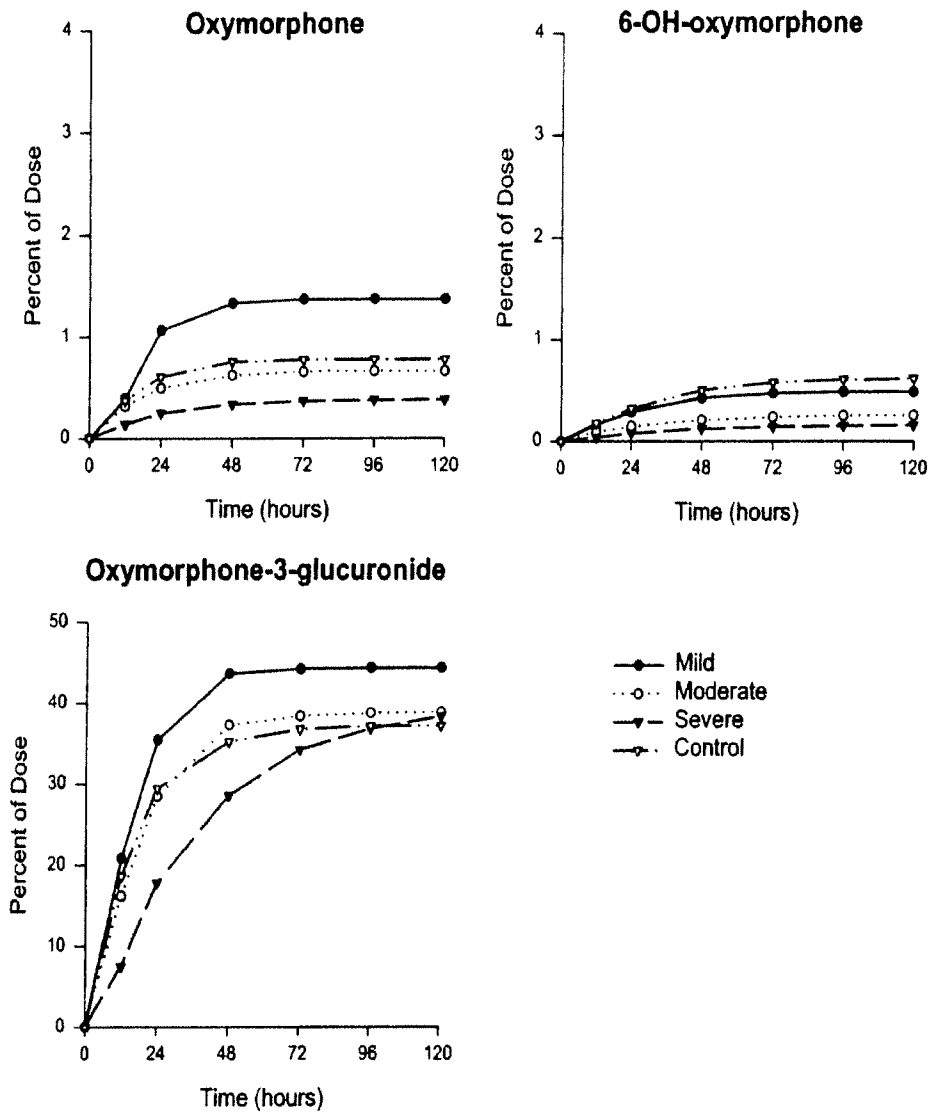 Oxymorphone
4
3
2
1
0
Percent of Dose
0 24 48 72 96 120
Time (hours)
6-OH-oxymorphone
4
3
2
1
0
Percent of Dose
0 24 48 72 96 120
Time (hours)
Oxymorphone-3-glucuronide
50
40
30
20
10
0
Percent of Dose
0 24 48 72 96 120
Time (hours)
Mild
Moderate
Severe
Control